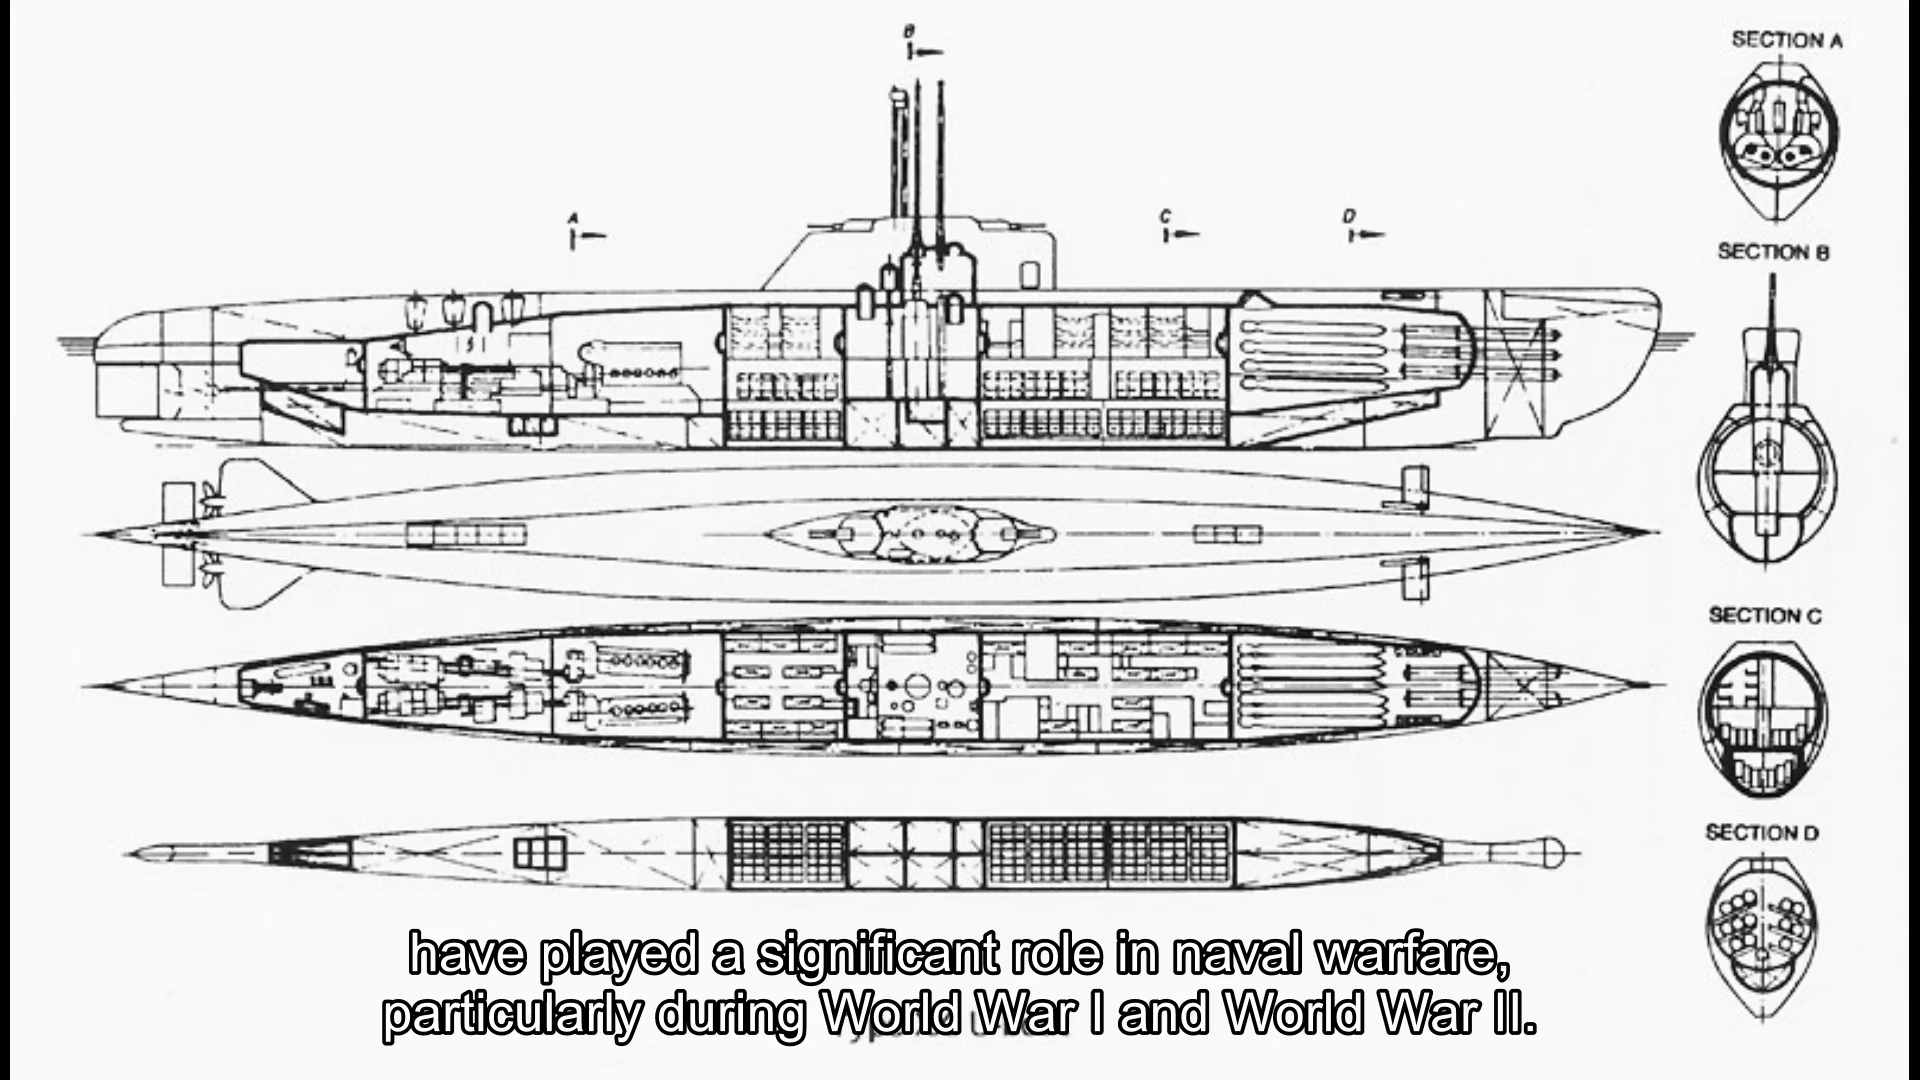 B
SECTION A
A
C
D
SECTION B
SECTION C
SECTION D
have played a significant role in naval warfare,
particularly during World War I and World War II.